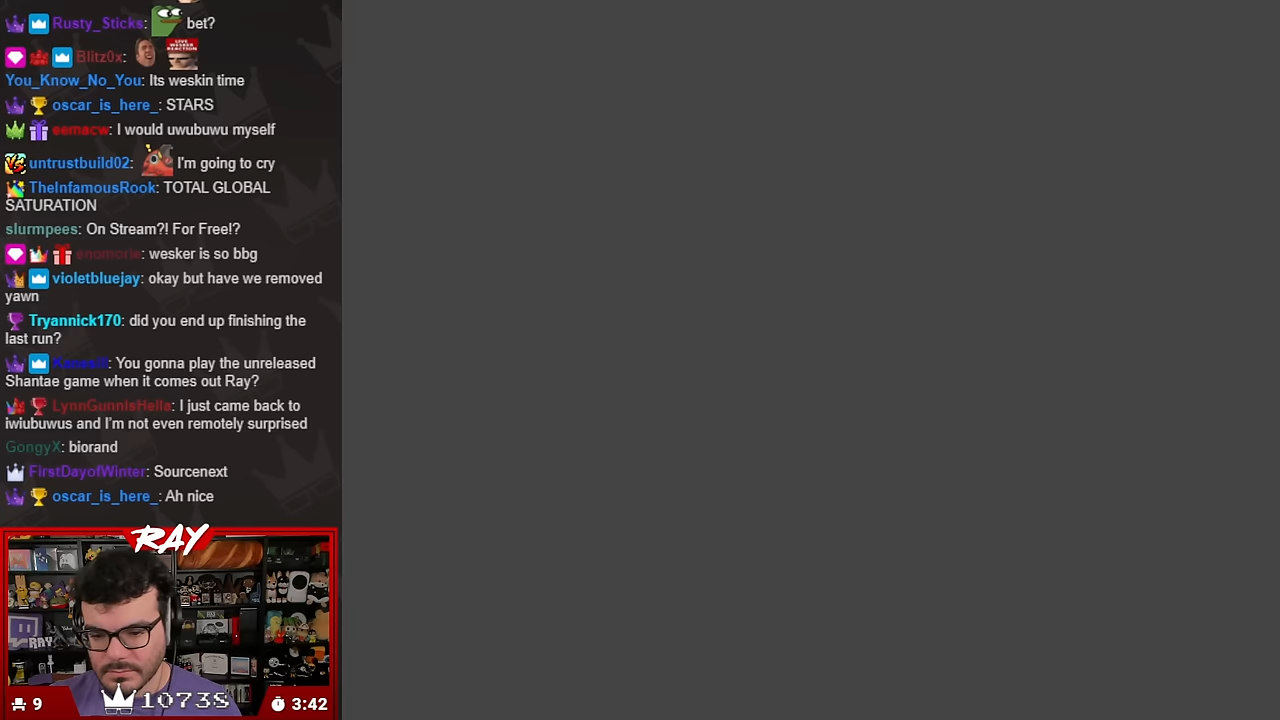 Rusty_Sticks: bet?
Blitz0x:
You_Know_No_You: Its weskin time
oscar_is_here_: STARS
eemacw: I would uwubuwu myself
untrustbuild02: I'm going to cry
TheInfamousRook: TOTAL GLOBAL
SATURATION
slurmpees: On Stream?! For Free!?
enomorie: wesker is so bbg
violetbluejay: okay but have we removed
yawn
Tryannick170: did you end up finishing the
last run?
You gonna play the unreleased
Shantae game when it comes out Ray?
LynnGunnIsHella: I just came back to
iwiubuwus and I'm not even remotely surprised
GongyX: biorand
FirstDayofWinter: Sourcenext
oscar_is_here_: Ah nice
RAY
RAY
9
10738
3:42